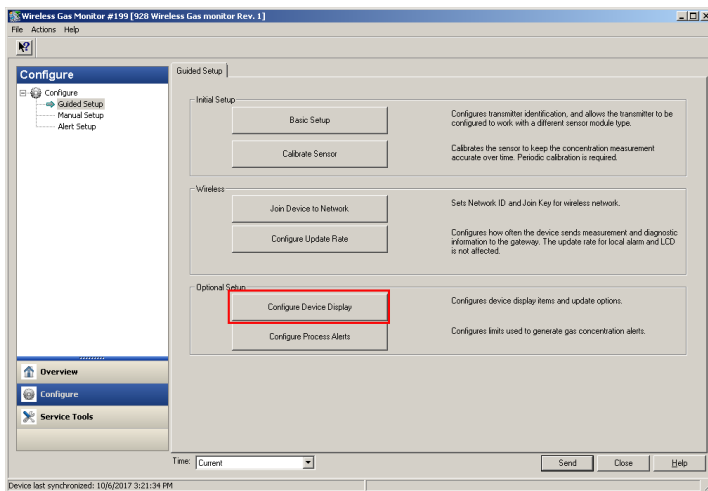 Wireless Gas Monitor #199 [928 Wireless Gas monitor Rev. 1]
File Actions Help
Configure
Configure
Guided Setup
Manual Setup
Alert Setup
Overview
Configure
Service Tools
Guided Setup
Initial Setup
Basic Setup
Configures transmitter identification, and allows the transmitter to be
configured to work with a different sensor module type.
Calibrate Sensor
Calibrates the sensor to keep the concentration measurement
accurate over time. Periodic calibration is required.
Wireless
Join Device to Network
Sets Network ID and Join Key for wireless network.
Configure Update Rate
Configures how often the device sends measurement and diagnostic
information to the gateway. The update rate for local alarm and LCD
is not affected.
Optional Setup
Configure Device Display
Configures device display items and update options.
Configure Process Alerts
Configures limits used to generate gas concentration alerts.
Time: Current
Send Close Help
Device last synchronized: 10/6/2017 3:21:34 PM